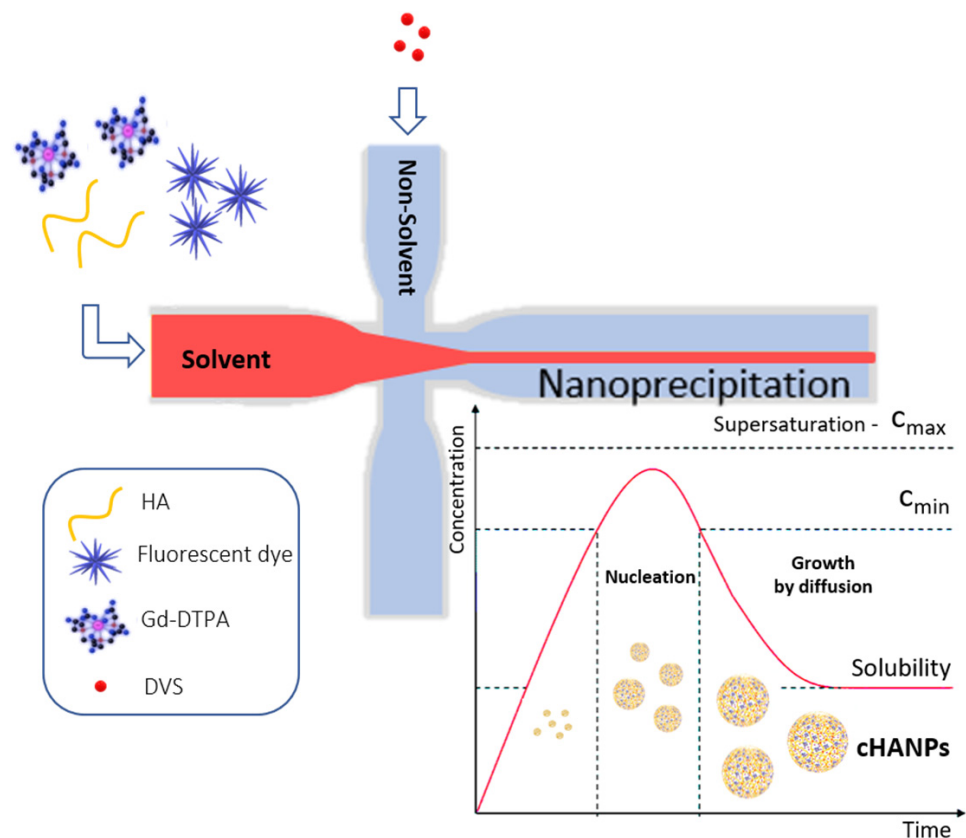 Non-Solvent
Solvent
Nanoprecipitation
HA
Fluorescent dye
Gd-DTPA
DVS
Concentration
Supersaturation - Cmax
Cmin
Nucleation
Growth
by diffusion
Solubility
cHANPs
Time